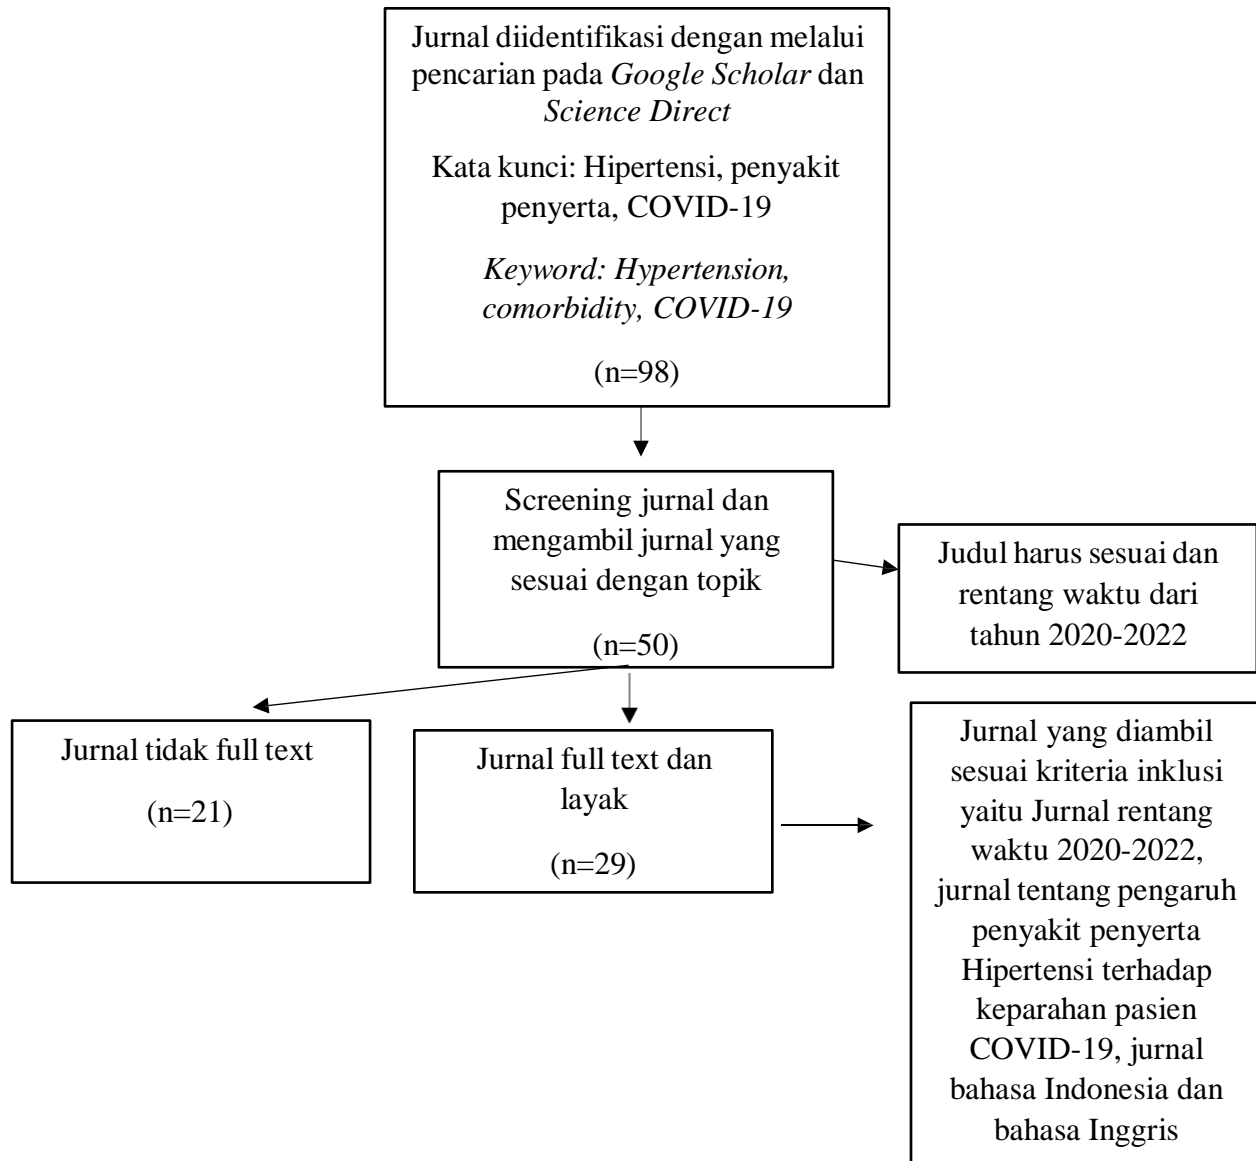 Jurnal diidentifikasi dengan melalui
pencarian pada Google Scholar dan
Science Direct
Kata kunci: Hipertensi, penyakit
penyerta, COVID-19
Keyword: Hypertension,
comorbidity, COVID-19
(n=98)
Screening jurnal dan
mengambil jurnal yang
sesuai dengan topik
(n=50)
Judul harus sesuai dan
rentang waktu dari
tahun 2020-2022
Jurnal tidak full text
(n=21)
Jurnal full text dan
layak
(n=29)
Jurnal yang diambil
sesuai kriteria inklusi
yaitu Jurnal rentang
waktu 2020-2022,
jurnal tentang pengaruh
penyakit penyerta
Hipertensi terhadap
keparahan pasien
COVID-19, jurnal
bahasa Indonesia dan
bahasa Inggris